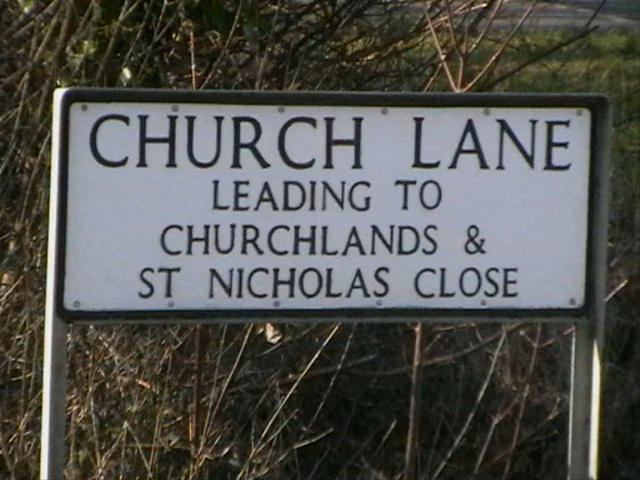 CHURCH LANE
LEADING TO
CHURCHLANDS &
ST NICHOLAS CLOSE